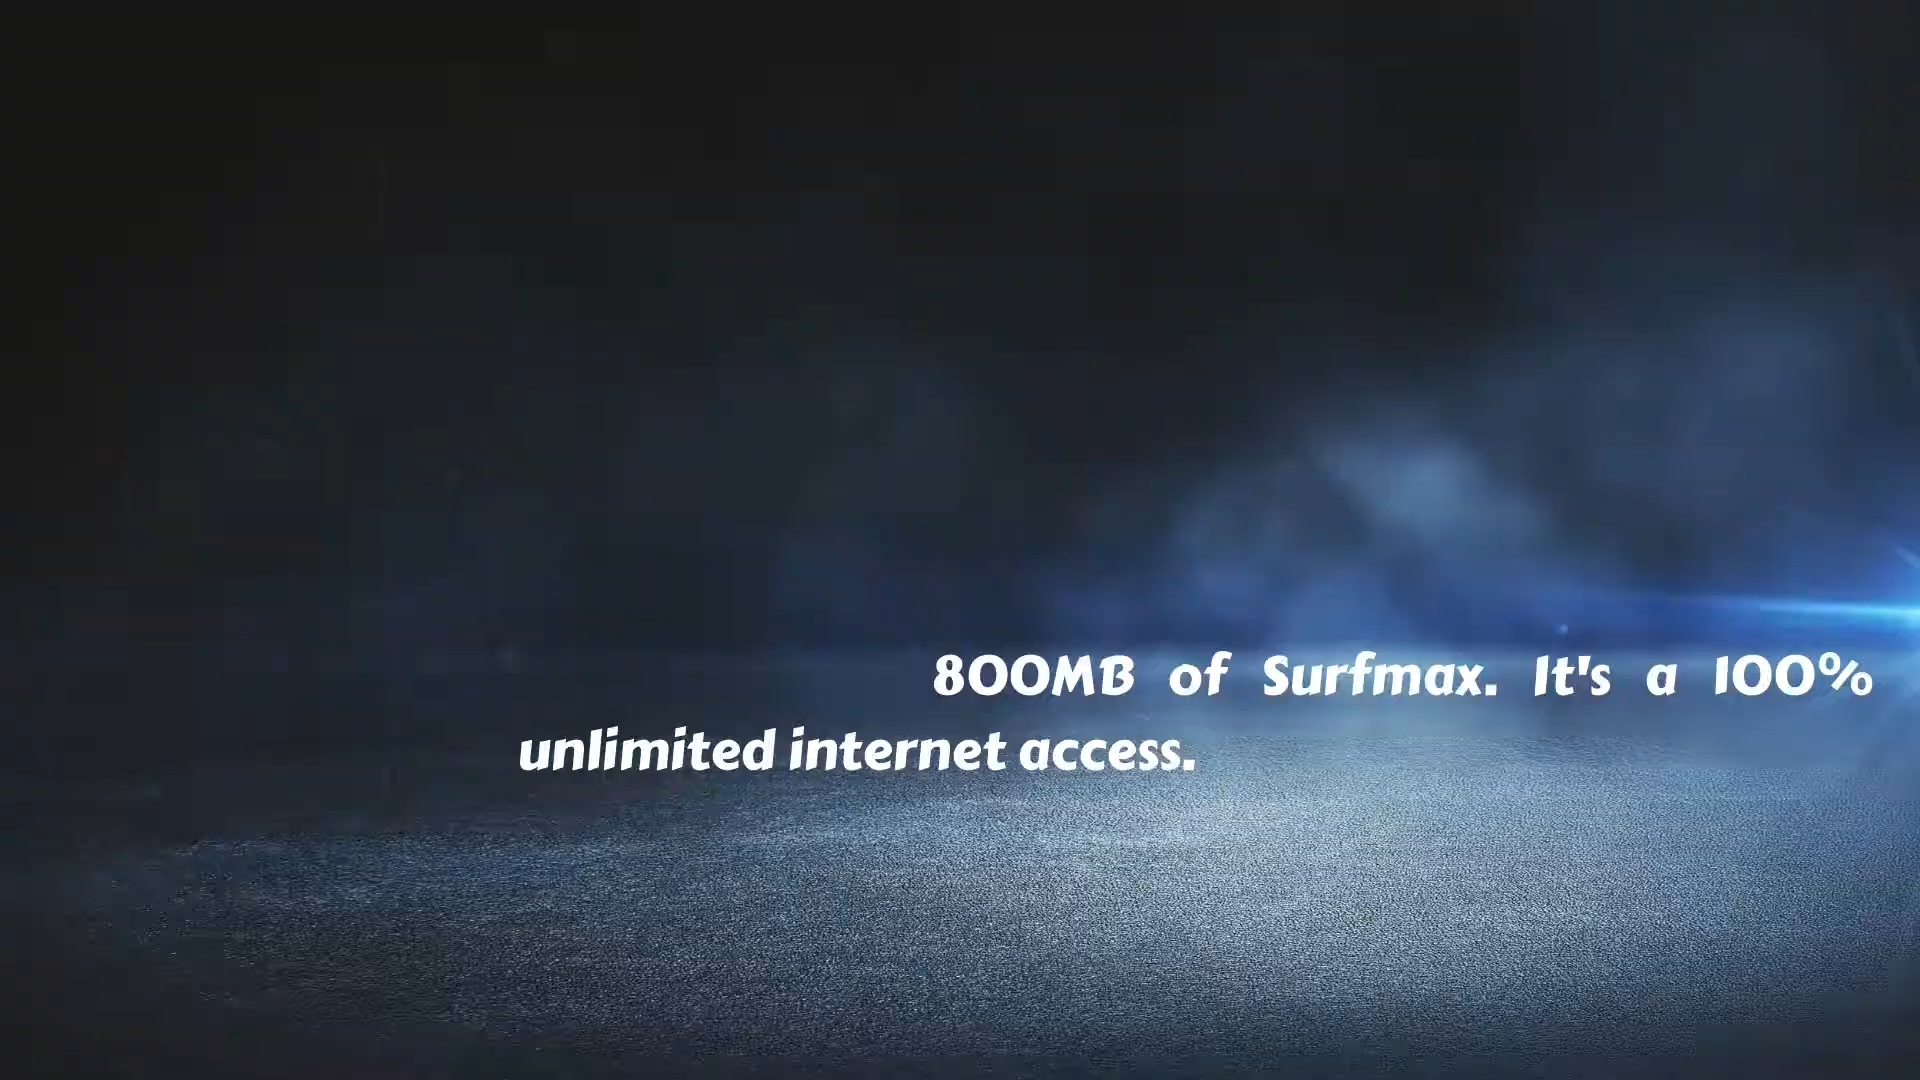 800MB of Surfmax. It's a 100%
unlimited internet access.